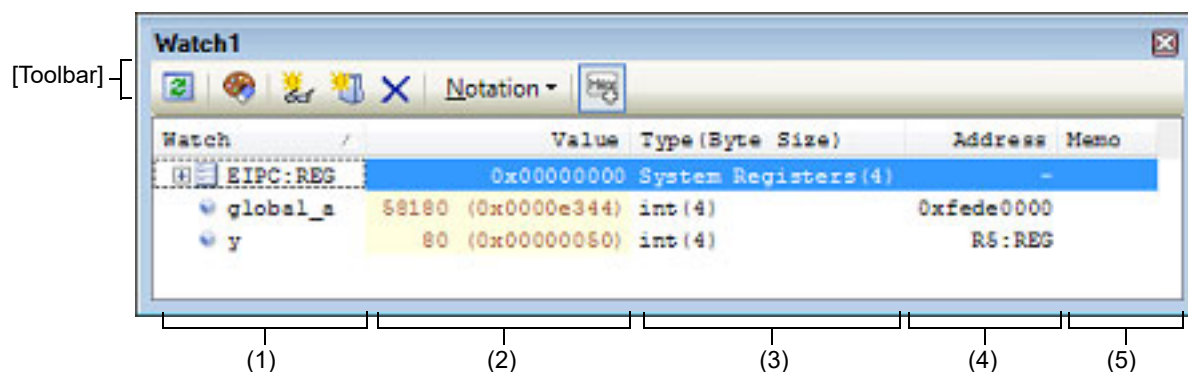 Watch1
[Toolbar]
Notation
Hex
Watch Value Type(Byte Size) Address Memo
EIPC:REG 0x00000000 System Registers(4) -
global_a 58180 (0x0000e344) int(4) 0xfede0000
y 80 (0x00000050) int(4) R5:REG
(1) (2) (3) (4) (5)